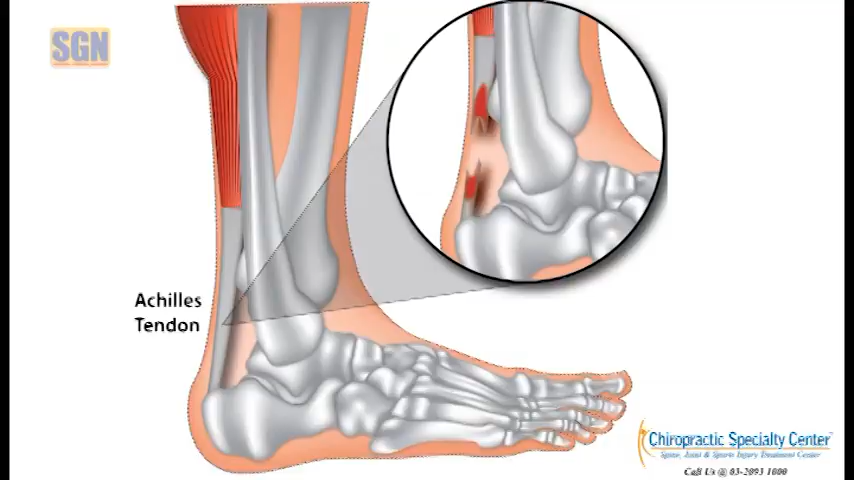 SGN
Achilles
Tendon
Chiropractic Specialty Center
Spine, Joint & Sports Injury Treatment Center
Call Us @ 03-2093 1000